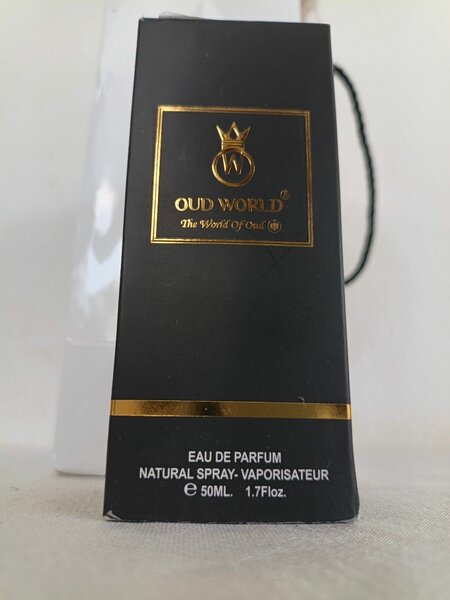 W
OUD WORLD®
The World Of Oud
EAU DE PARFUM
NATURAL SPRAY- VAPORISATEUR
℮ 50ML. 1.7Floz.